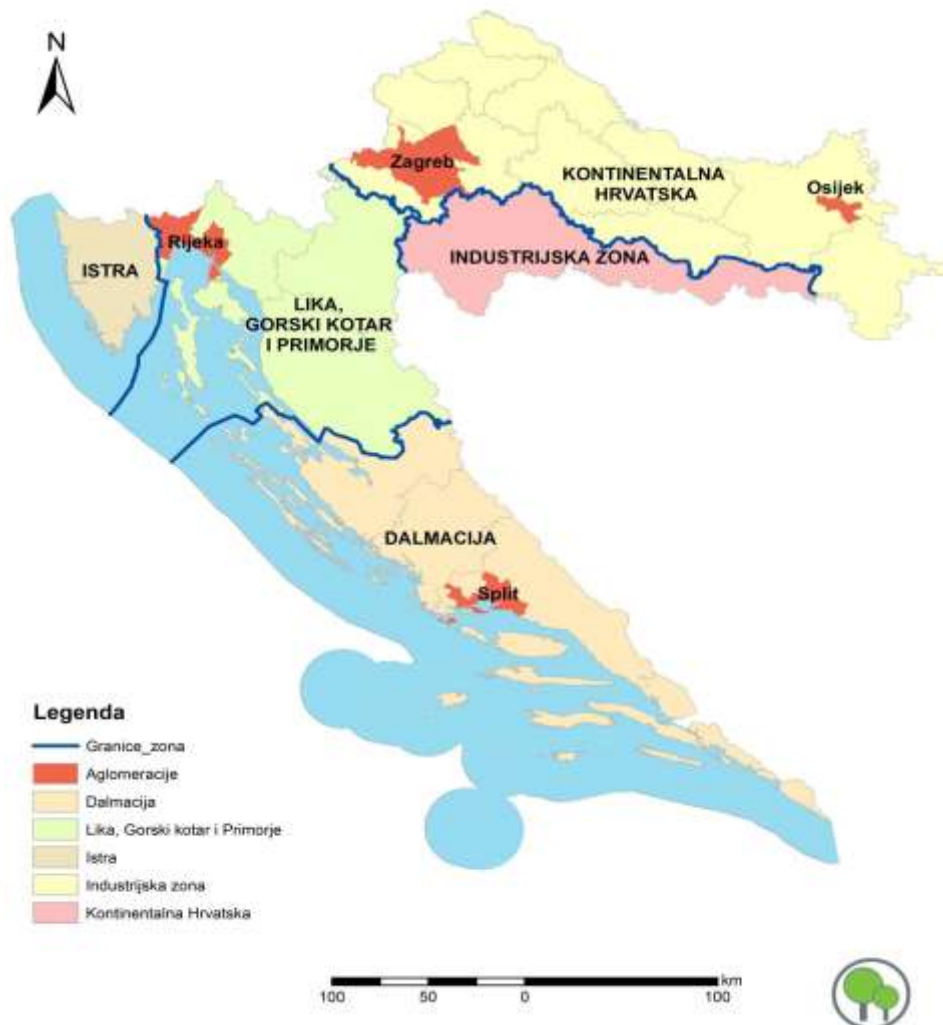 N
Zagreb
KONTINENTALNA
HRVATSKA
Osijek
Rijeka
ISTRA
INDUSTRIJSKA ZONA
LIKA,
GORSKI KOTAR
I PRIMORJE
DALMACIJA
Split
Legenda
Granice_zona
Aglomeracije
Dalmacija
Lika, Gorski kotar i Primorje
Istra
Industrijska zona
Kontinentalna Hrvatska
km
100 50 0 100